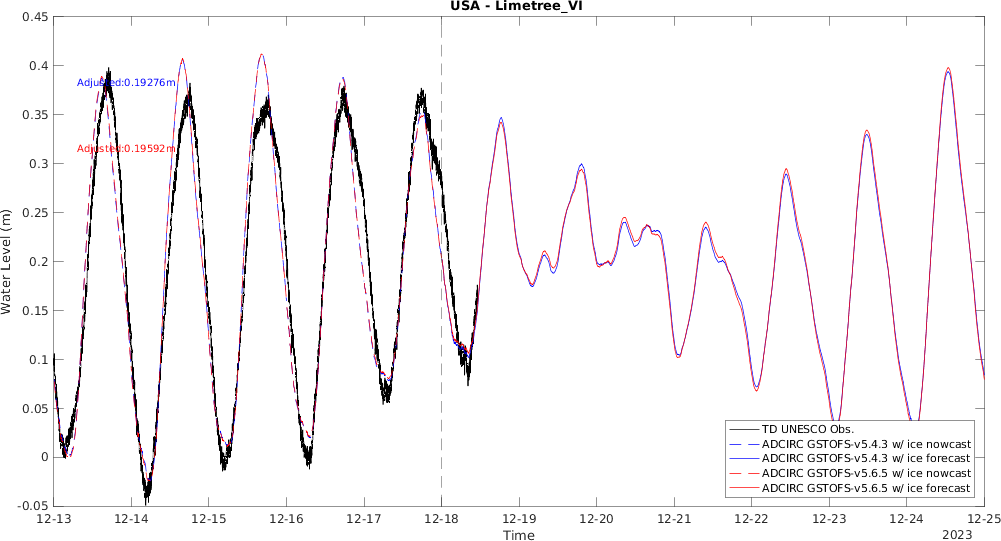 USA - Limetree_VI
0.45
0.4
0.35
0.3
0.25
0.2
0.15
0.1
0.05
0
-0.05
Water Level (m)
Adjusted:0.19276m
Adjusted:0.19592m
TD UNESCO Obs.
ADCIRC GSTOFS-v5.4.3 w/ ice nowcast
ADCIRC GSTOFS-v5.4.3 w/ ice forecast
ADCIRC GSTOFS-v5.6.5 w/ ice nowcast
ADCIRC GSTOFS-v5.6.5 w/ ice forecast
12-13 12-14 12-15 12-16 12-17 12-18 12-19 12-20 12-21 12-22 12-23 12-24 12-25
Time
2023